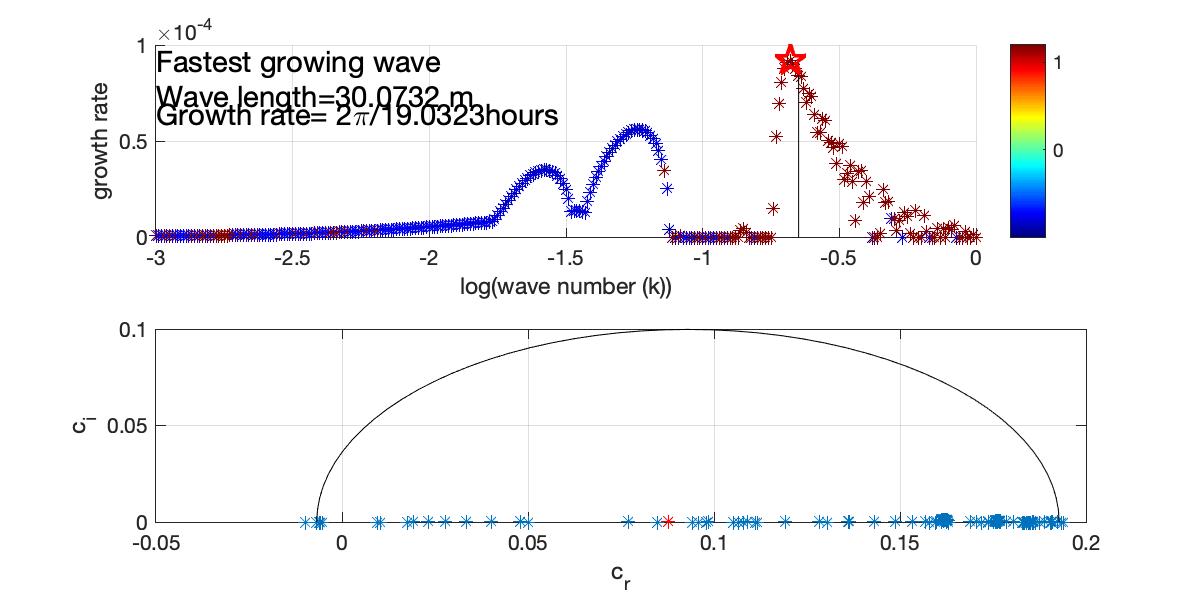 ×10⁻⁴
1
0.5
0
growth rate
Fastest growing wave
Wave length=30.0732 m
Growth rate= 2π/19.0323hours
-3 -2.5 -2 -1.5 -1 -0.5 0
log(wave number (k))
1
0
0.1
0.05
0
cᵢ
-0.05 0 0.05 0.1 0.15 0.2
cᵣ